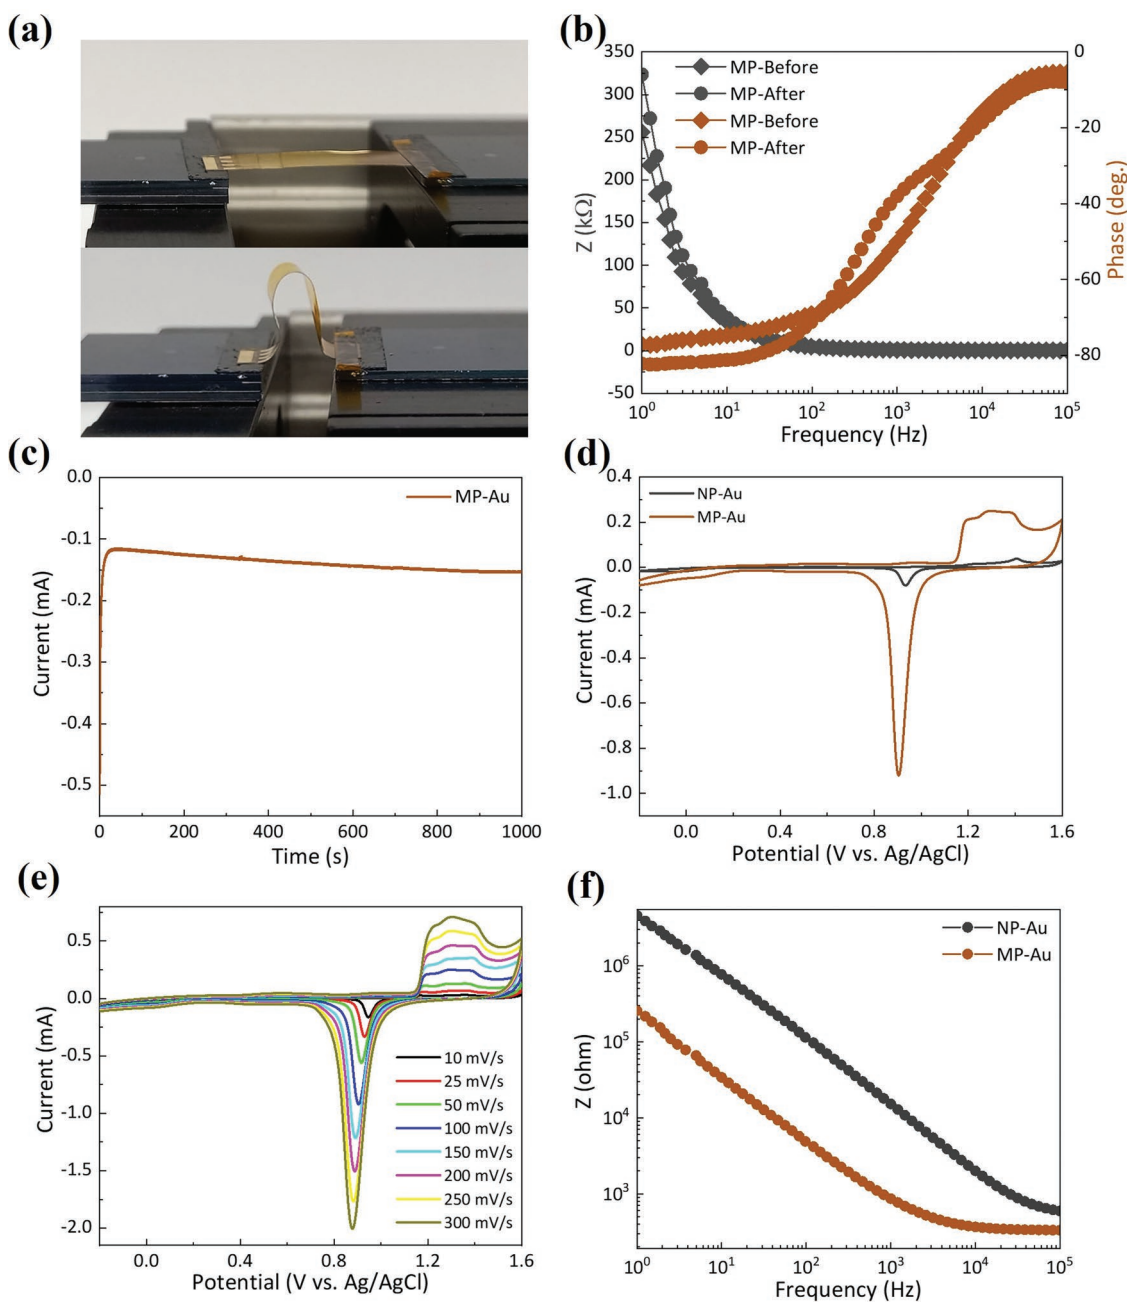 (a)
(b)
350
300
250
200
150
100
50
0
-50
Z (kΩ)
MP-Before
MP-After
MP-Before
MP-After
0
-20
-40
-60
-80
Phase (deg.)
10^0
10^1
10^2
10^3
10^4
10^5
Frequency (Hz)
(c)
0.0
-0.1
-0.2
-0.3
-0.4
-0.5
Current (mA)
MP-Au
0
200
400
600
800
1000
Time (s)
(d)
0.4
0.2
0.0
-0.2
-0.4
-0.6
-0.8
-1.0
Current (mA)
NP-Au
MP-Au
0.0
0.4
0.8
1.2
1.6
Potential (V vs. Ag/AgCl)
(e)
0.5
0.0
-0.5
-1.0
-1.5
-2.0
Current (mA)
10 mV/s
25 mV/s
50 mV/s
100 mV/s
150 mV/s
200 mV/s
250 mV/s
300 mV/s
0.0
0.4
0.8
1.2
1.6
Potential (V vs. Ag/AgCl)
(f)
10^6
10^5
10^4
10^3
Z (ohm)
NP-Au
MP-Au
10^0
10^1
10^2
10^3
10^4
10^5
Frequency (Hz)